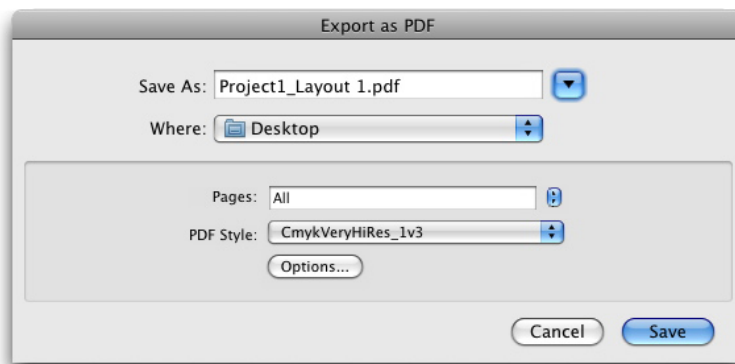 Export as PDF
Save As: Project1_Layout 1.pdf
Where: Desktop
Pages: All
PDF Style: CmykVeryHiRes_1v3
Options...
Cancel Save